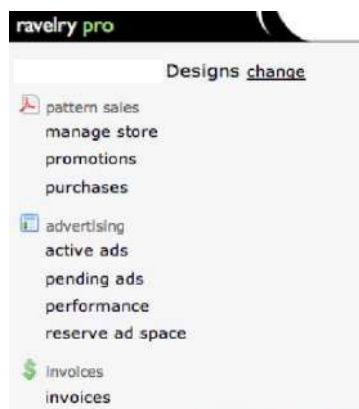 ravelry pro
Designs change
pattern sales
manage store
promotions
purchases
advertising
active ads
pending ads
performance
reserve ad space
invoices
invoices